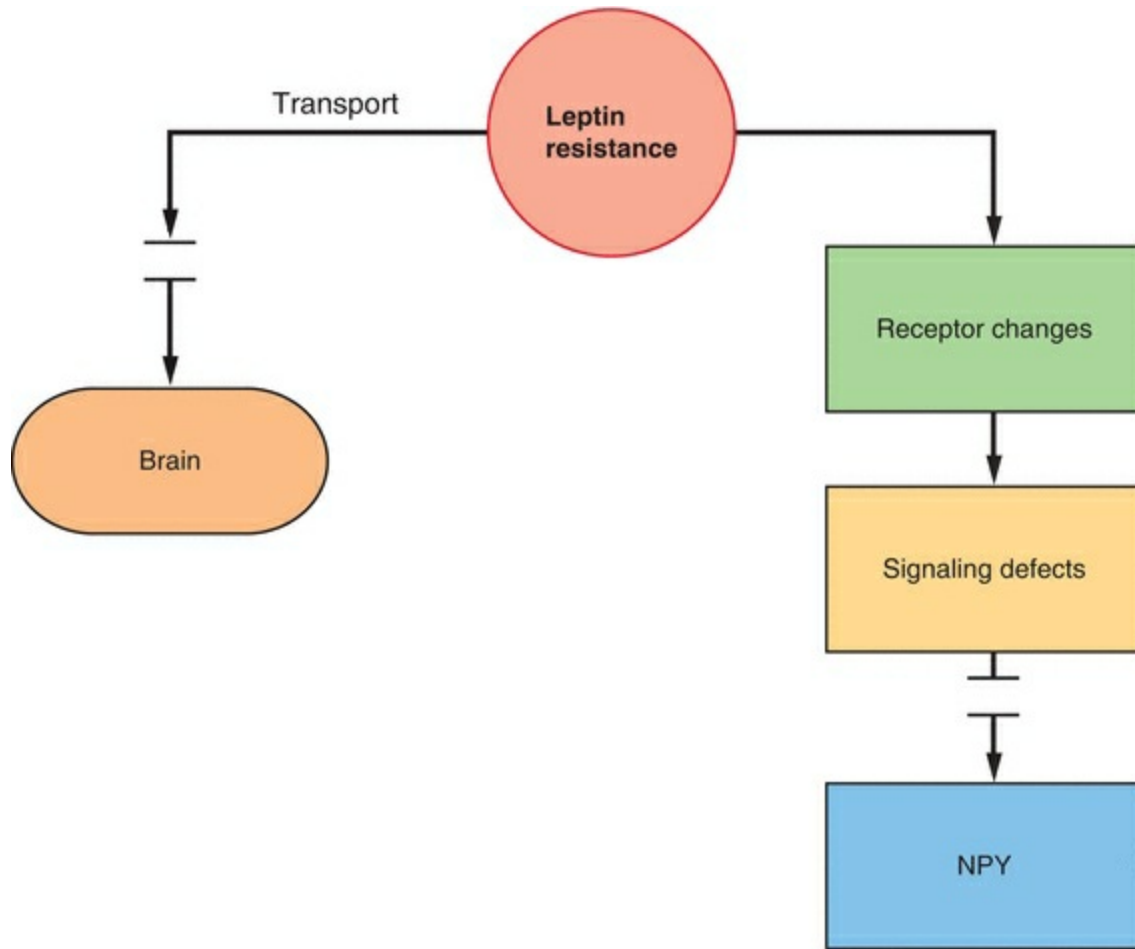 Transport
Leptin
resistance
Receptor changes
Brain
Signaling defects
NPY